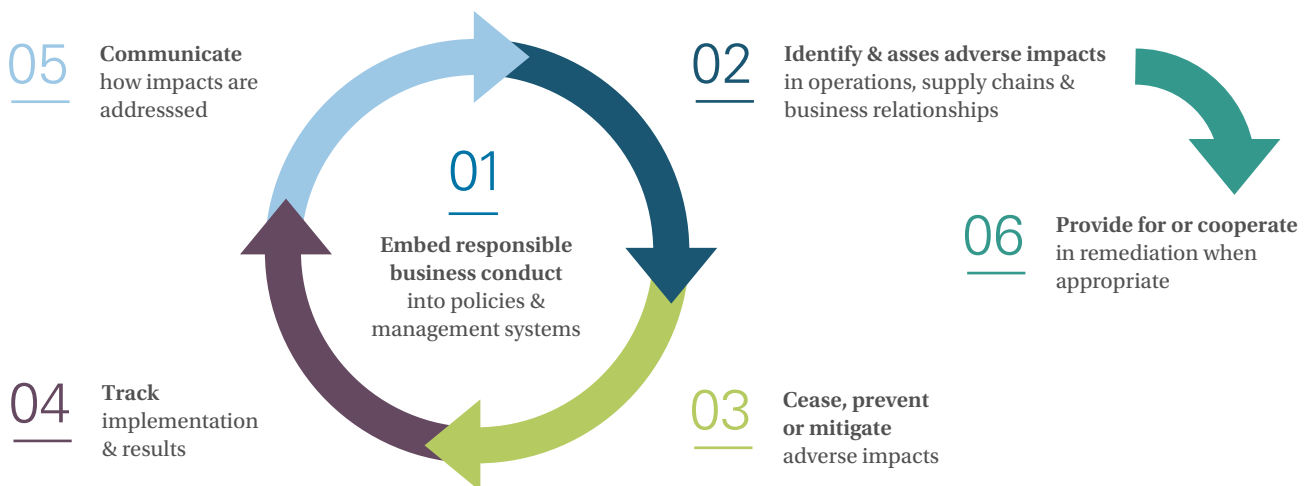 01
Embed responsible
business conduct
into policies &
management systems
02
Identify & asses adverse impacts
in operations, supply chains &
business relationships
03
Cease, prevent
or mitigate
adverse impacts
04
Track
implementation
& results
05
Communicate
how impacts are
addresssed
06
Provide for or cooperate
in remediation when
appropriate